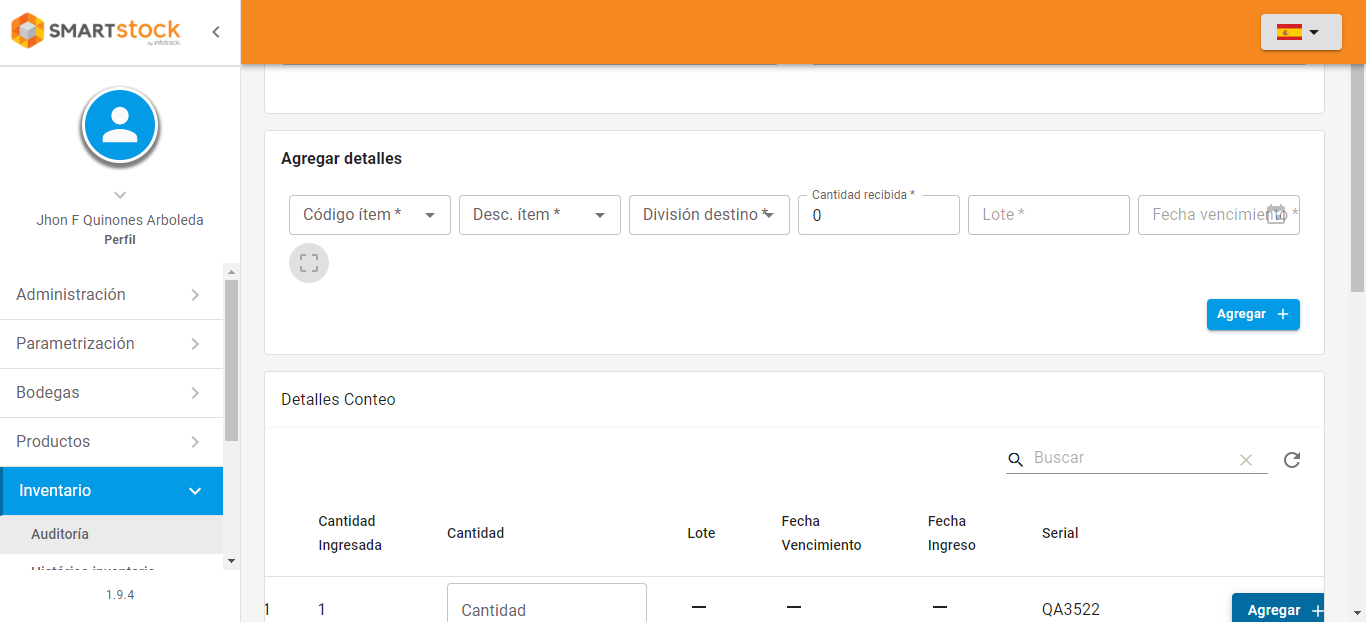 SMARTstock
by infotrack
Jhon F Quinones Arboleda
Perfil
Administración
Parametrización
Bodegas
Productos
Inventario
Auditoría
Histórico inventario
1.9.4
Agregar detalles
Código ítem *
Desc. ítem *
División destino *
Cantidad recibida *
0
Lote *
Fecha vencimiento *
Agregar +
Detalles Conteo
Buscar
Cantidad
Ingresada
Cantidad
Lote
Fecha
Vencimiento
Fecha
Ingreso
Serial
1
1
Cantidad
—
—
—
QA3522
Agregar +